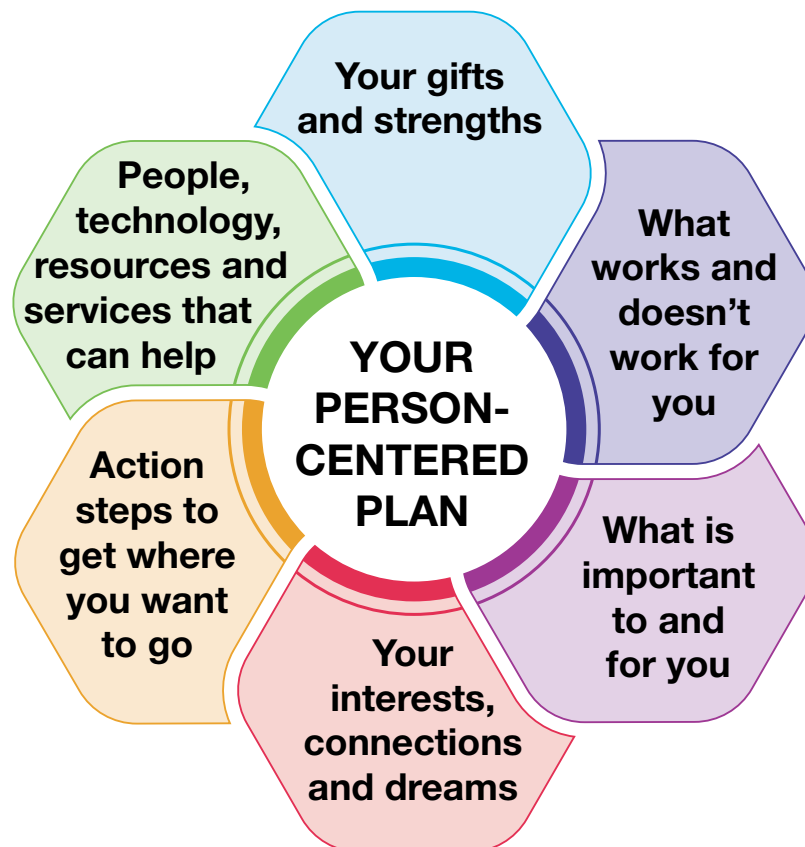 Your gifts
and strengths
What
works and
doesn’t
work for
you
What is
important
to and
for you
Your
interests,
connections
and dreams
Action
steps to
get where
you want
to go
People,
technology,
resources and
services that
can help
YOUR
PERSON-
CENTERED
PLAN